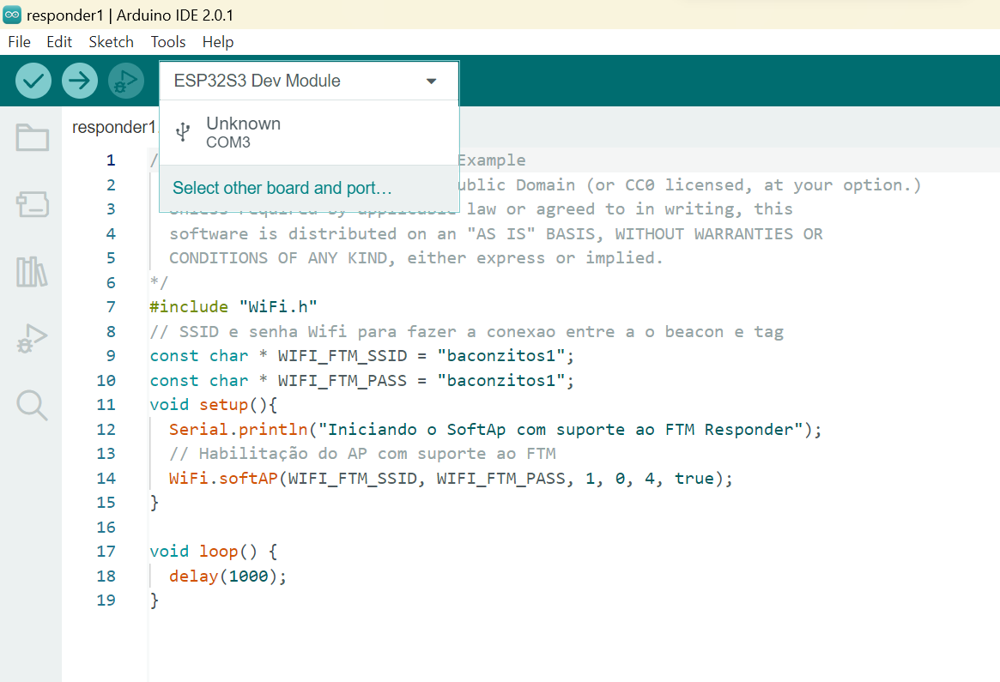 responder1 | Arduino IDE 2.0.1
File Edit Sketch Tools Help
ESP32S3 Dev Module
Unknown
COM3
Select other board and port...
responder1
1 / Example
2 ublic Domain (or CC0 licensed, at your option.)
3 Unless required by applicable law or agreed to in writing, this
4 software is distributed on an "AS IS" BASIS, WITHOUT WARRANTIES OR
5 CONDITIONS OF ANY KIND, either express or implied.
6 */
7 #include "WiFi.h"
8 // SSID e senha Wifi para fazer a conexao entre a o beacon e tag
9 const char * WIFI_FTM_SSID = "baconzitos1";
10 const char * WIFI_FTM_PASS = "baconzitos1";
11 void setup(){
12 Serial.println("Iniciando o SoftAp com suporte ao FTM Responder");
13 // Habilitação do AP com suporte ao FTM
14 WiFi.softAP(WIFI_FTM_SSID, WIFI_FTM_PASS, 1, 0, 4, true);
15 }
16
17 void loop() {
18 delay(1000);
19 }